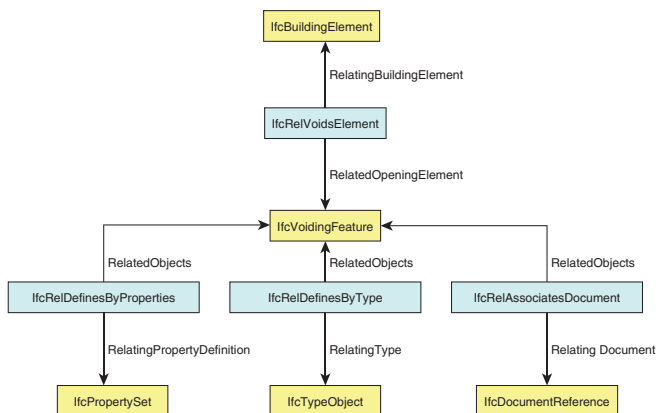 IfcBuildingElement
RelatingBuildingElement
IfcRelVoidsElement
RelatedOpeningElement
IfcVoidingFeature
RelatedObjects
RelatedObjects
RelatedObjects
IfcRelDefinesByProperties
IfcRelDefinesByType
IfcRelAssociatesDocument
RelatingPropertyDefinition
RelatingType
Relating Document
IfcPropertySet
IfcTypeObject
IfcDocumentReference